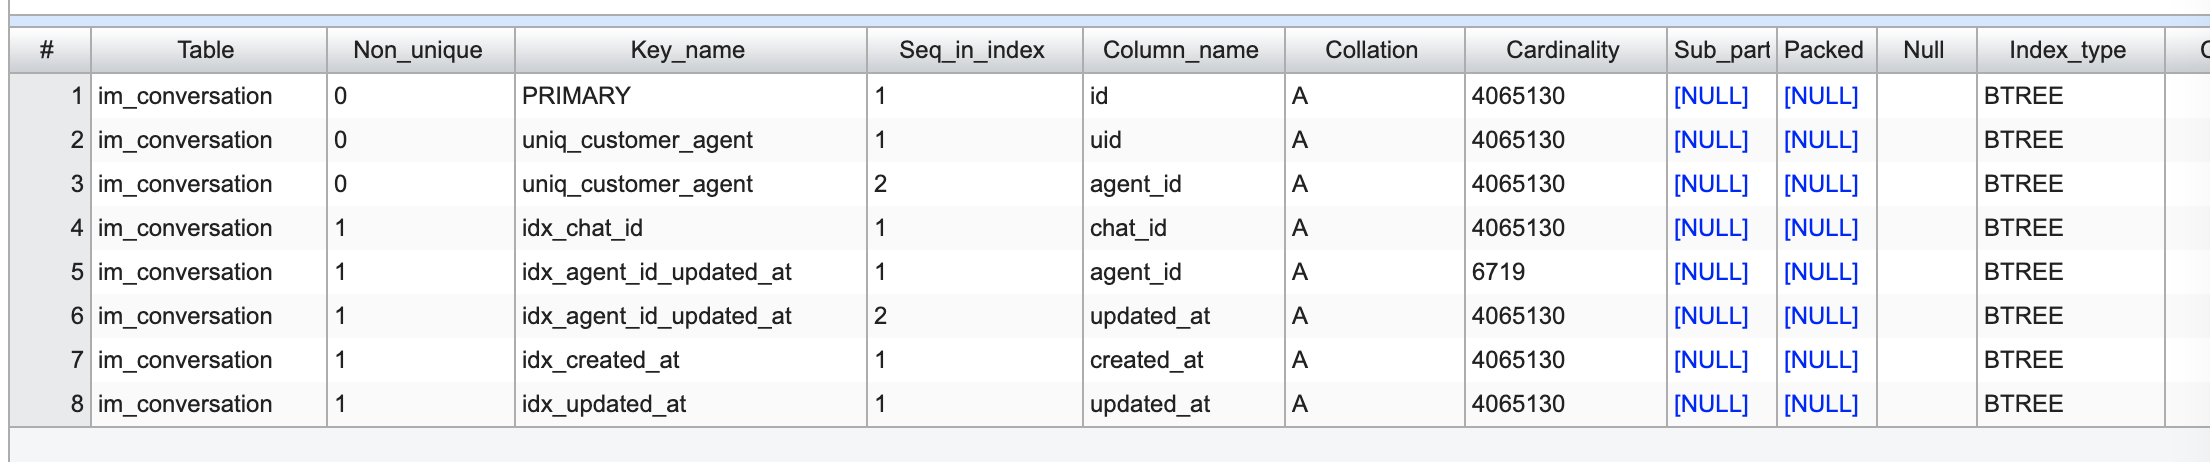 # Table Non_unique Key_name Seq_in_index Column_name Collation Cardinality Sub_part Packed Null Index_type
1 im_conversation 0 PRIMARY 1 id A 4065130 [NULL] [NULL] BTREE
2 im_conversation 0 uniq_customer_agent 1 uid A 4065130 [NULL] [NULL] BTREE
3 im_conversation 0 uniq_customer_agent 2 agent_id A 4065130 [NULL] [NULL] BTREE
4 im_conversation 1 idx_chat_id 1 chat_id A 4065130 [NULL] [NULL] BTREE
5 im_conversation 1 idx_agent_id_updated_at 1 agent_id A 6719 [NULL] [NULL] BTREE
6 im_conversation 1 idx_agent_id_updated_at 2 updated_at A 4065130 [NULL] [NULL] BTREE
7 im_conversation 1 idx_created_at 1 created_at A 4065130 [NULL] [NULL] BTREE
8 im_conversation 1 idx_updated_at 1 updated_at A 4065130 [NULL] [NULL] BTREE